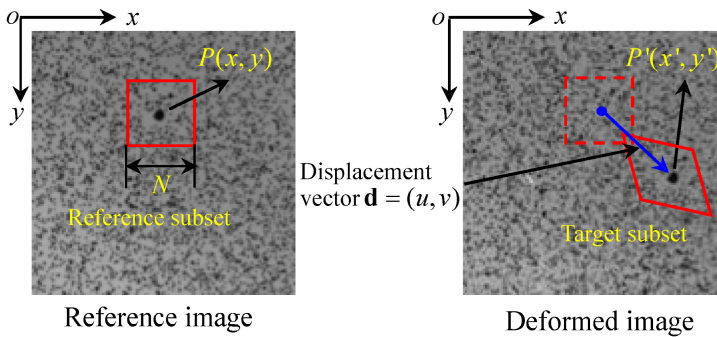 o x
y
P(x, y)
N
Reference subset
Reference image
Displacement
vector d = (u, v)
o x
y
P'(x', y')
Target subset
Deformed image